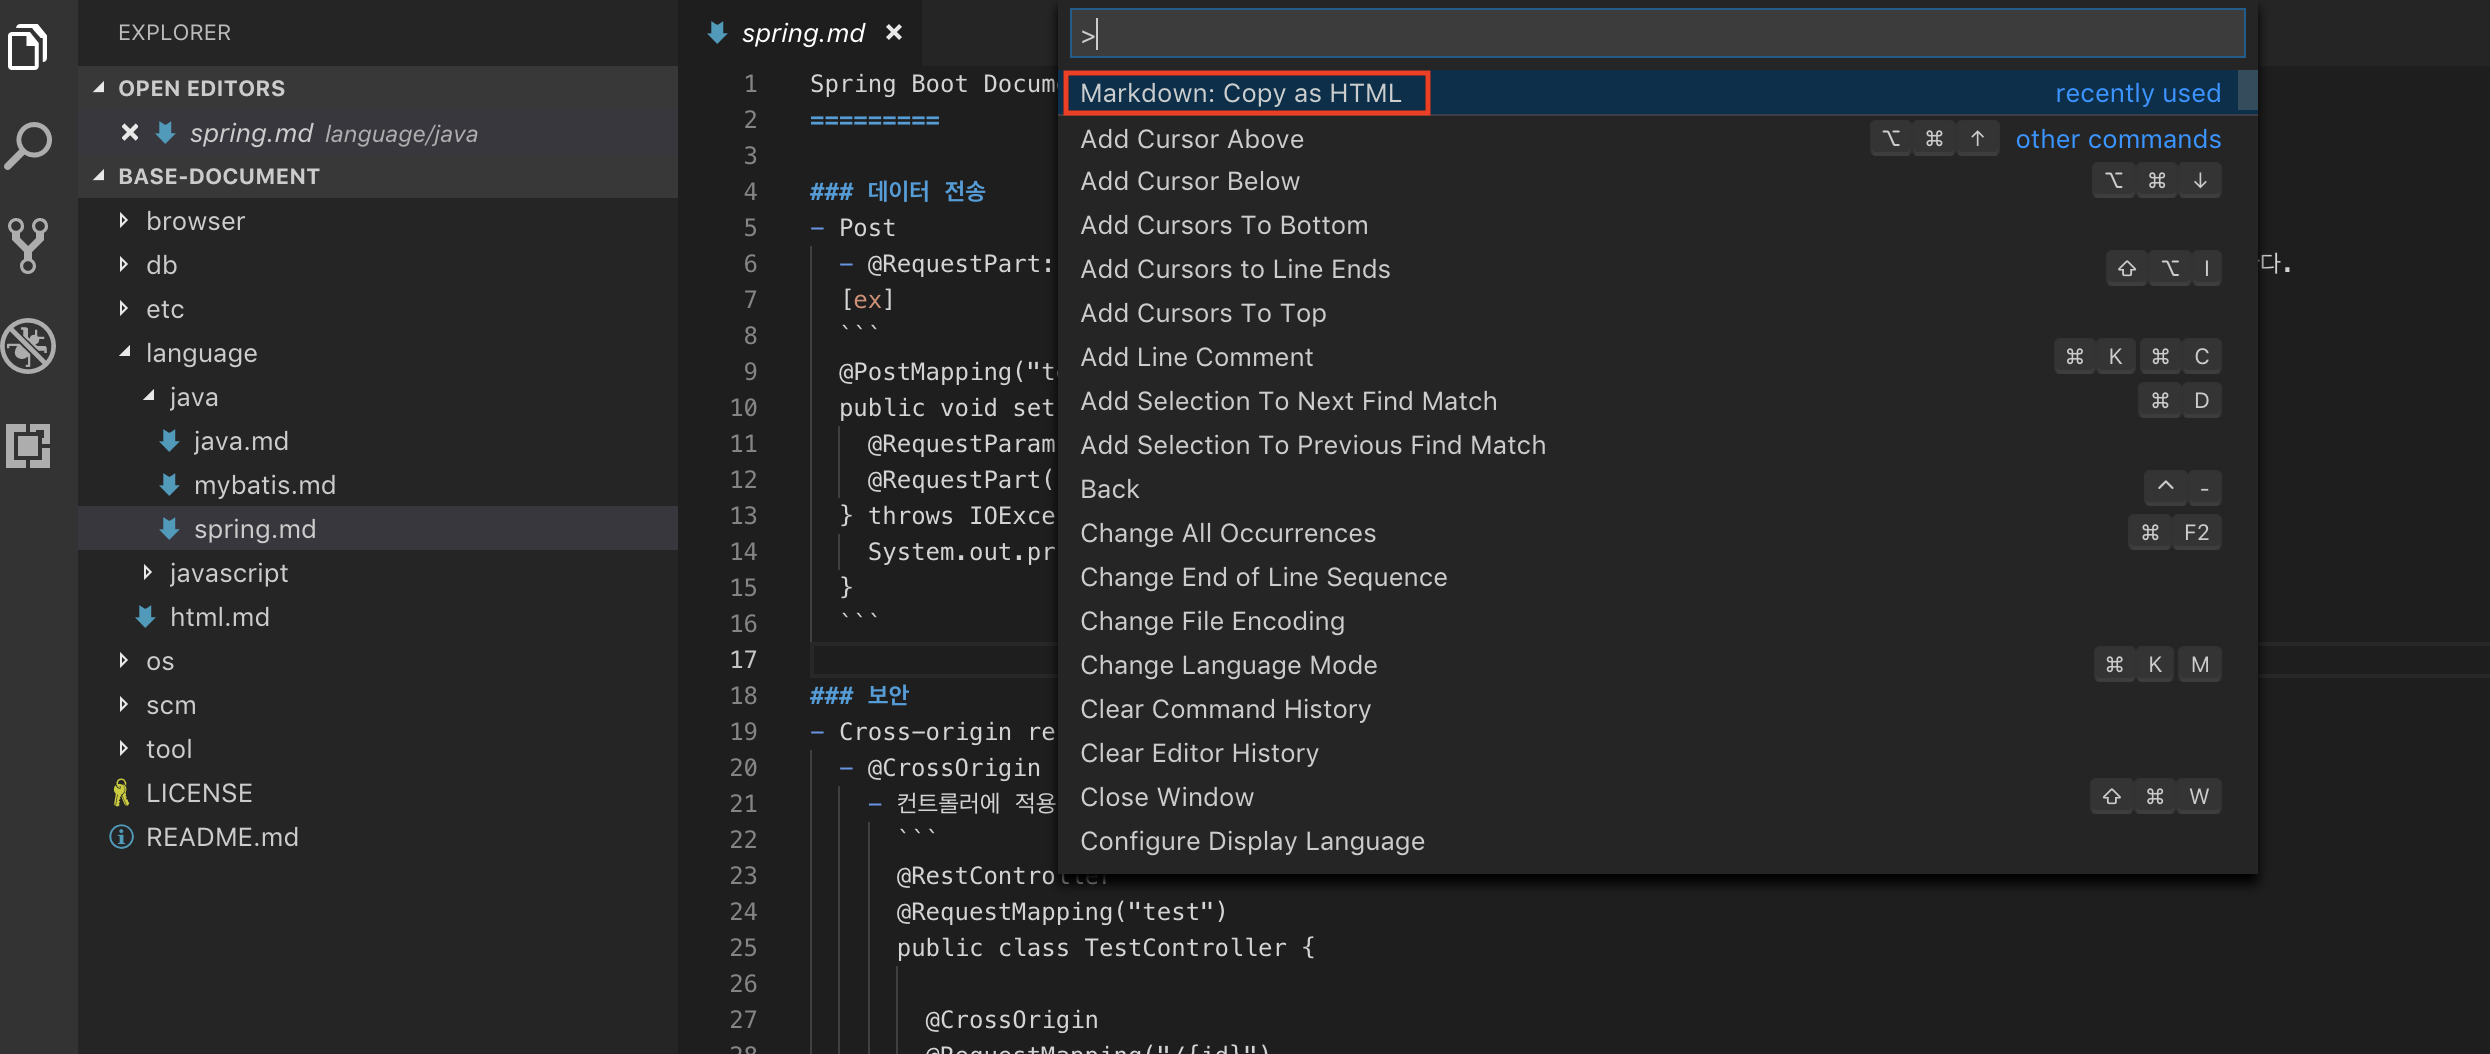 EXPLORER
OPEN EDITORS
spring.md language/java
BASE-DOCUMENT
browser
db
etc
language
java
java.md
mybatis.md
spring.md
javascript
html.md
os
scm
tool
LICENSE
README.md
spring.md
1 Spring Boot Docum
2 =========
3
4 ### 데이터 전송
5 - Post
6 - @RequestPart: 다.
7 [ex]
8 ```
9 @PostMapping("t
10 public void set
11 @RequestParam
12 @RequestPart(
13 } throws IOExce
14 System.out.pr
15 }
16 ```
17
18 ### 보안
19 - Cross-origin re
20 - @CrossOrigin
21 - 컨트롤러에 적용
22 ```
23 @RestController
24 @RequestMapping("test")
25 public class TestController {
26
27 @CrossOrigin
28 @RequestMapping("/{id}")
>
Markdown: Copy as HTML recently used
Add Cursor Above ⌥ ⌘ ↑ other commands
Add Cursor Below ⌥ ⌘ ↓
Add Cursors To Bottom
Add Cursors to Line Ends ⇧ ⌥ I
Add Cursors To Top
Add Line Comment ⌘ K ⌘ C
Add Selection To Next Find Match ⌘ D
Add Selection To Previous Find Match
Back ^ -
Change All Occurrences ⌘ F2
Change End of Line Sequence
Change File Encoding
Change Language Mode ⌘ K M
Clear Command History
Clear Editor History
Close Window ⇧ ⌘ W
Configure Display Language